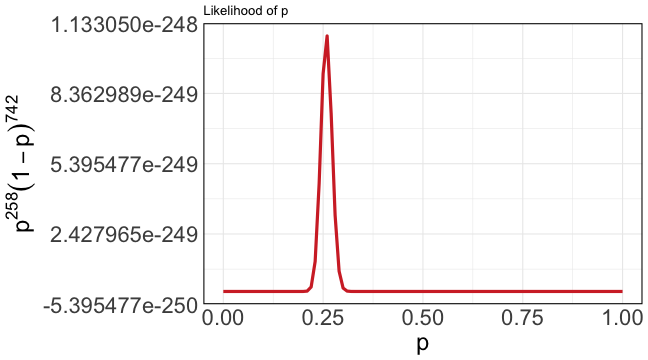 Likelihood of p
1.133050e-248
8.362989e-249
5.395477e-249
2.427965e-249
-5.395477e-250
p²⁵⁸(1 − p)⁷⁴²
0.00 0.25 0.50 0.75 1.00
p